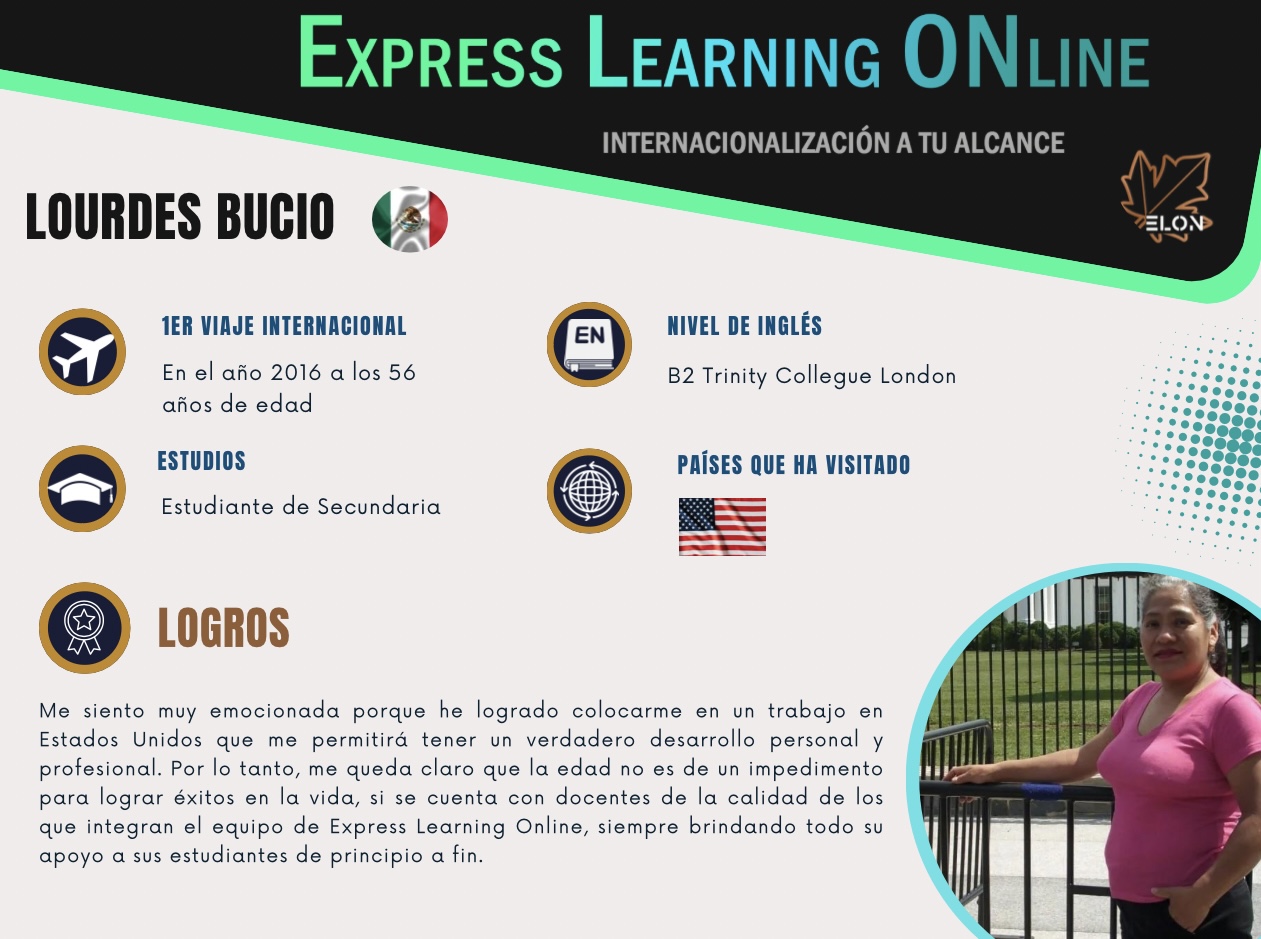 EXPRESS LEARNING ONLINE
INTERNACIONALIZACIÓN A TU ALCANCE
ELON
LOURDES BUCIO
1ER VIAJE INTERNACIONAL
En el año 2016 a los 56
años de edad
EN
NIVEL DE INGLÉS
B2 Trinity Collegue London
ESTUDIOS
Estudiante de Secundaria
PAÍSES QUE HA VISITADO
LOGROS
Me siento muy emocionada porque he logrado colocarme en un trabajo en
Estados Unidos que me permitirá tener un verdadero desarrollo personal y
profesional. Por lo tanto, me queda claro que la edad no es de un impedimento
para lograr éxitos en la vida, si se cuenta con docentes de la calidad de los
que integran el equipo de Express Learning Online, siempre brindando todo su
apoyo a sus estudiantes de principio a fin.